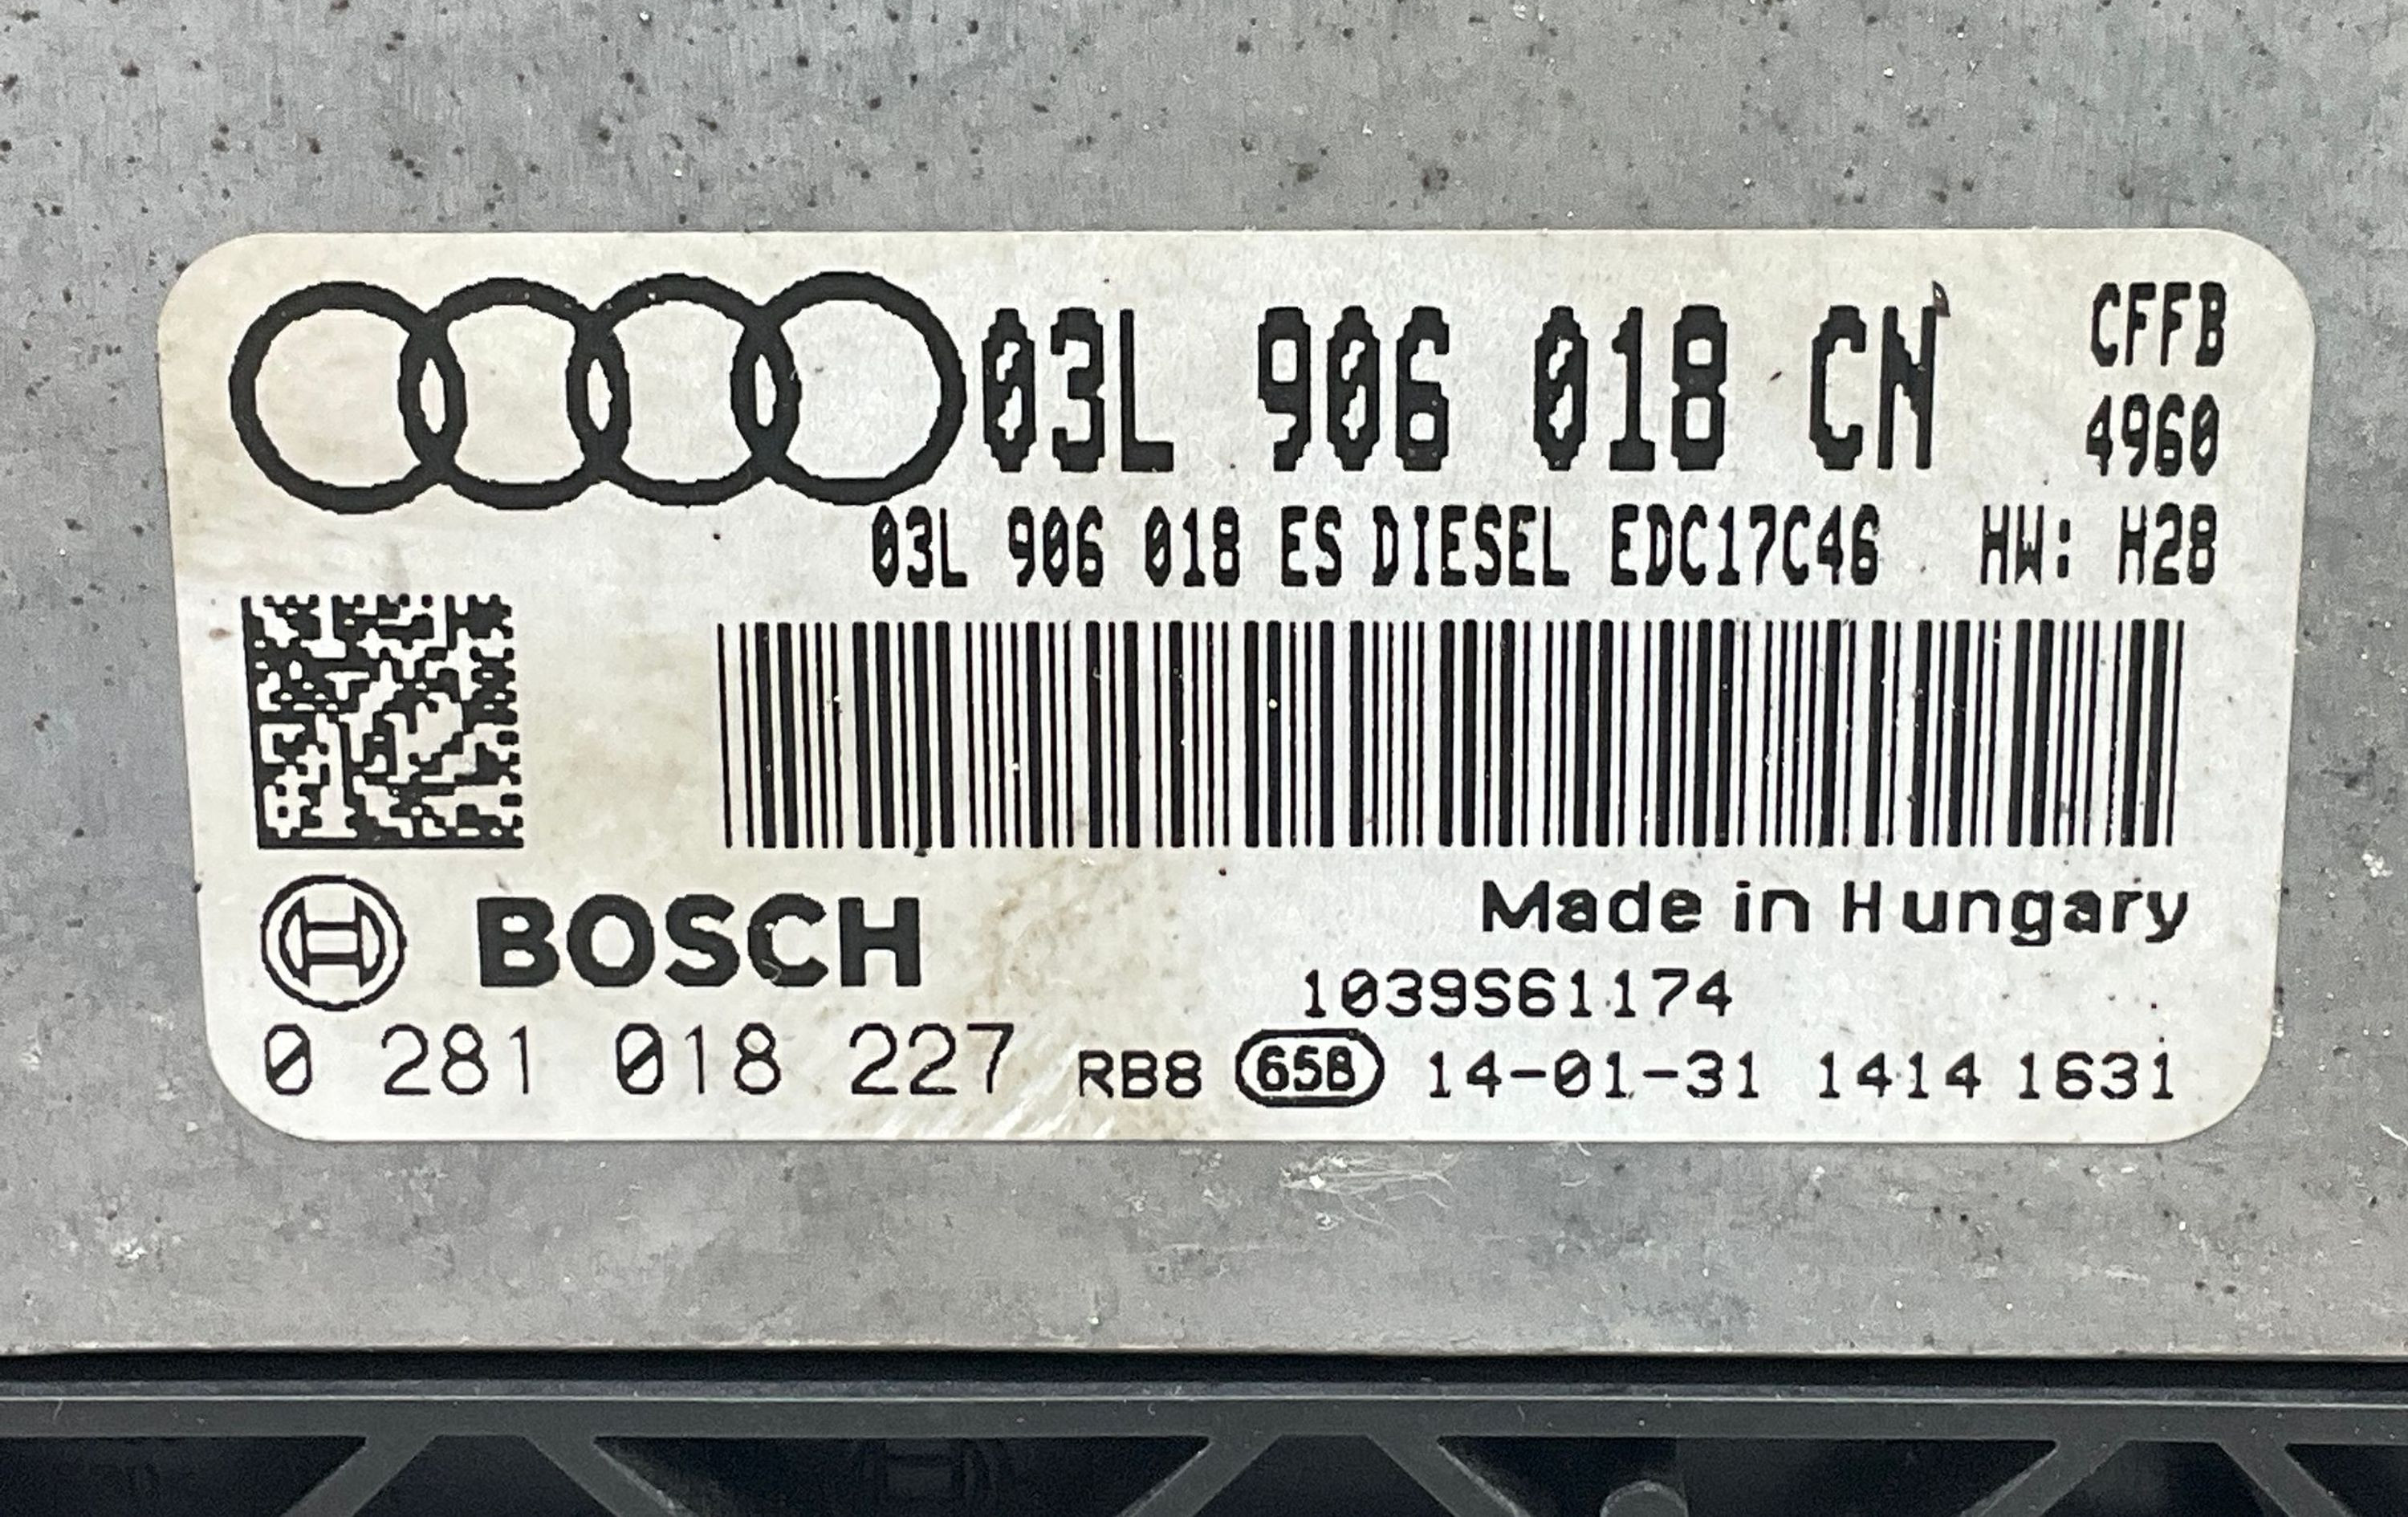 03L 906 018 CN
CFFB
4960
03L 906 018 ES DIESEL EDC17C46 HW: H28
BOSCH
Made in Hungary
1039S61174
0 281 018 227 RB8 65B 14-01-31 1414 1631